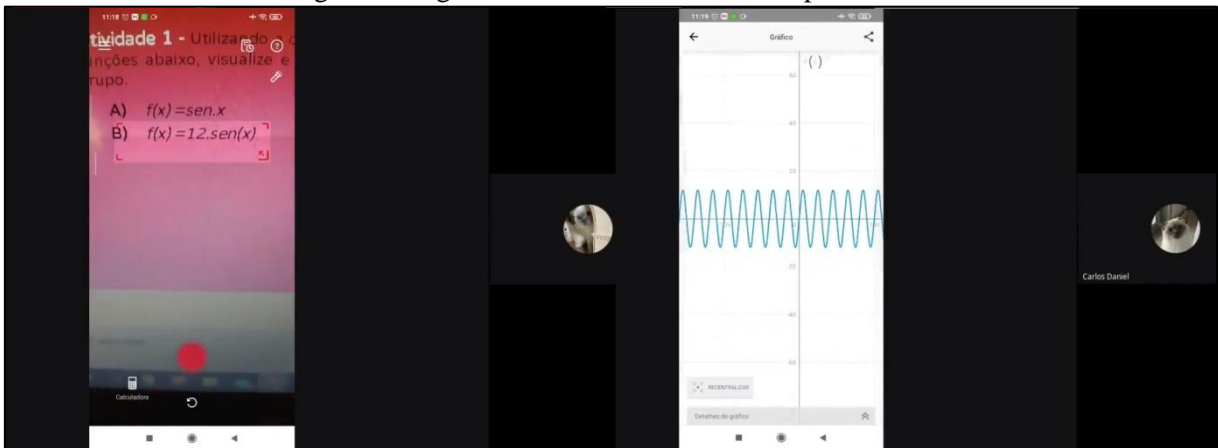 11:18
tividade 1 - Utilizando o c
nções abaixo, visualize e
rupo.
A) f(x) =sen.x
B) f(x) =12.sen(x)
Calculadora
11:19
Gráfico
60
40
20
-20
-40
-60
RECENTRALIZAR
Detalhes do gráfico
Carlos Daniel